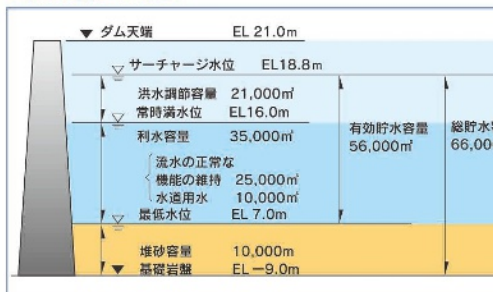 ▼ ダム天端 EL 21.0m
▽ サーチャージ水位 EL18.8m
洪水調節容量 21,000㎥
常時満水位 EL16.0m
利水容量 35,000㎥
流水の正常な
機能の維持 25,000㎥
水道用水 10,000㎥
最低水位 EL 7.0m
有効貯水容量
56,000㎥
総貯水
66,000
堆砂容量 10,000m
▼ 基礎岩盤 EL −9.0m